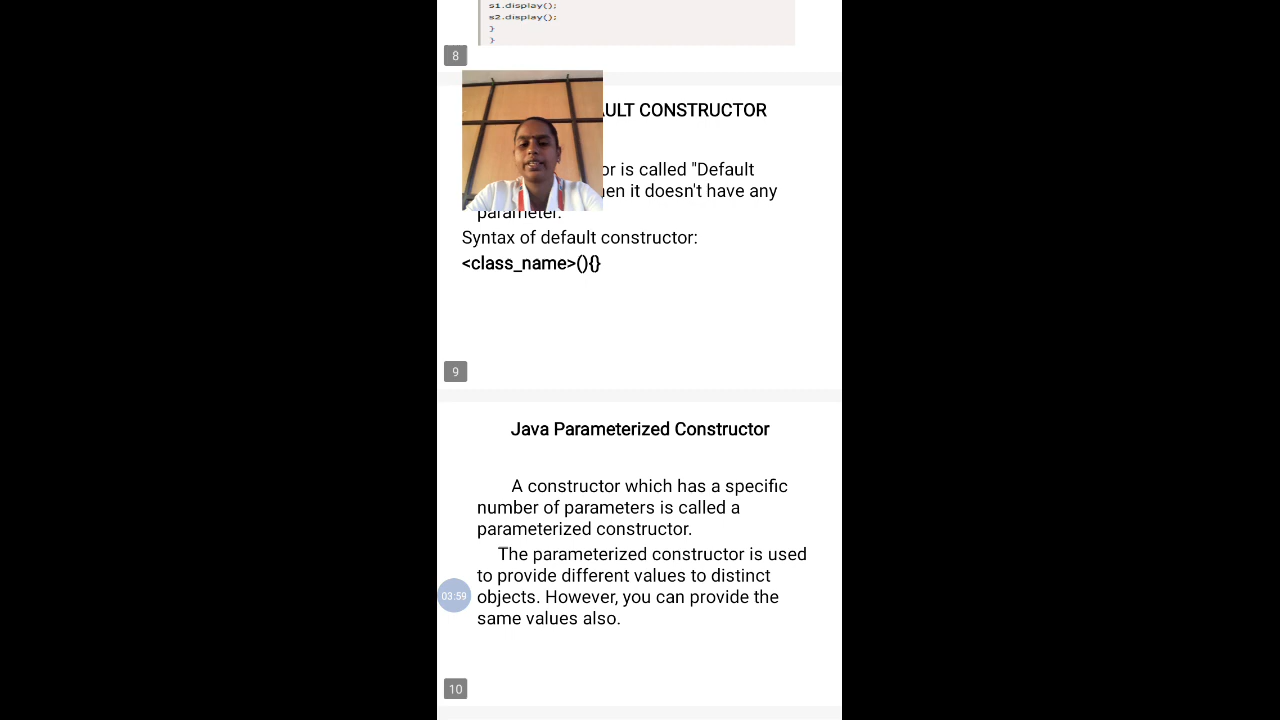 s1.display();
s2.display();
}
}
8
ULT CONSTRUCTOR
or is called "Default
en it doesn't have any
parameter.
Syntax of default constructor:
<class_name>(){}
9
Java Parameterized Constructor
A constructor which has a specific
number of parameters is called a
parameterized constructor.
The parameterized constructor is used
to provide different values to distinct
objects. However, you can provide the
same values also.
03:59
10